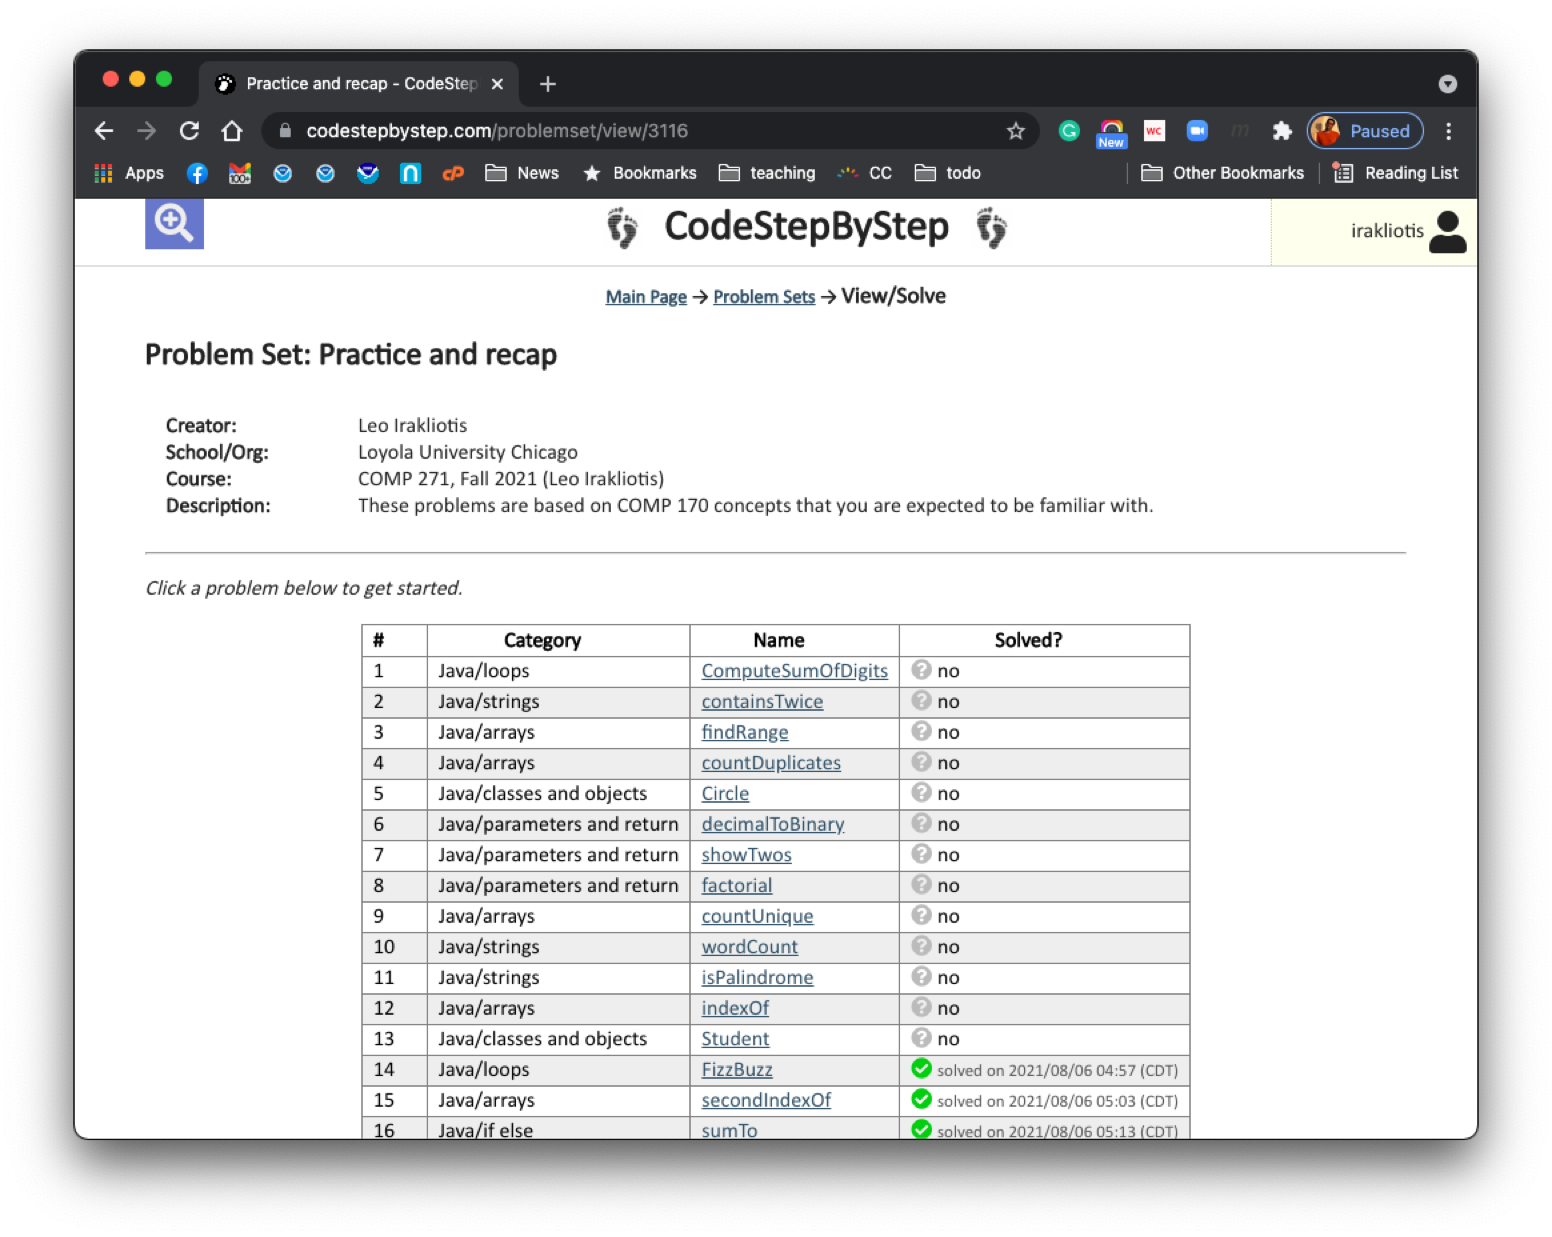 Practice and recap - CodeStep
codestepbystep.com/problemset/view/3116
New
WC
Paused
Apps
100+
n
cP
News
Bookmarks
teaching
CC
todo
Other Bookmarks
Reading List
CodeStepByStep
irakliotis
Main Page → Problem Sets → View/Solve
Problem Set: Practice and recap
Creator: Leo Irakliotis
School/Org: Loyola University Chicago
Course: COMP 271, Fall 2021 (Leo Irakliotis)
Description: These problems are based on COMP 170 concepts that you are expected to be familiar with.
Click a problem below to get started.
# Category Name Solved?
1 Java/loops ComputeSumOfDigits ? no
2 Java/strings containsTwice ? no
3 Java/arrays findRange ? no
4 Java/arrays countDuplicates ? no
5 Java/classes and objects Circle ? no
6 Java/parameters and return decimalToBinary ? no
7 Java/parameters and return showTwos ? no
8 Java/parameters and return factorial ? no
9 Java/arrays countUnique ? no
10 Java/strings wordCount ? no
11 Java/strings isPalindrome ? no
12 Java/arrays indexOf ? no
13 Java/classes and objects Student ? no
14 Java/loops FizzBuzz solved on 2021/08/06 04:57 (CDT)
15 Java/arrays secondIndexOf solved on 2021/08/06 05:03 (CDT)
16 Java/if else sumTo solved on 2021/08/06 05:13 (CDT)